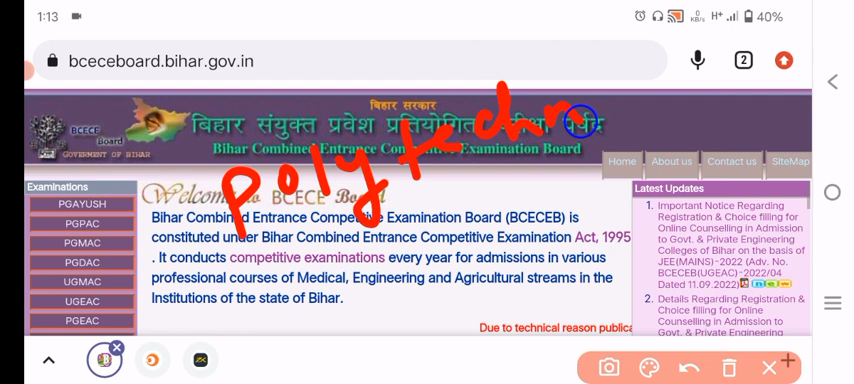 1:13
0 KB/s H+ 40%
bceceboard.bihar.gov.in
2
बिहार सरकार
BCECE
Board
GOVERMENT OF BIHAR
बिहार संयुक्त प्रवेश प्रतियोगिता परीक्षा पर्षद
Bihar Combined Entrance Competitive Examination Board
Polytechn
Home About us Contact us SiteMap
Examinations
PGAYUSH
PGPAC
PGMAC
PGDAC
UGMAC
UGEAC
PGEAC
Welcome to BCECE Board
Bihar Combined Entrance Competitive Examination Board (BCECEB) is
constituted under Bihar Combined Entrance Competitive Examination Act, 1995
. It conducts competitive examinations every year for admissions in various
professional courses of Medical, Engineering and Agricultural streams in the
Institutions of the state of Bihar.
Due to technical reason publica
Latest Updates
1. Important Notice Regarding
Registration & Choice filling for
Online Counselling in Admission
to Govt. & Private Engineering
Colleges of Bihar on the basis of
JEE(MAINS)-2022 (Adv. No.
BCECEB(UGEAC)-2022/04
Dated 11.09.2022)
2. Details Regarding Registration &
Choice filling for Online
Counselling in Admission to
Govt. & Private Engineering